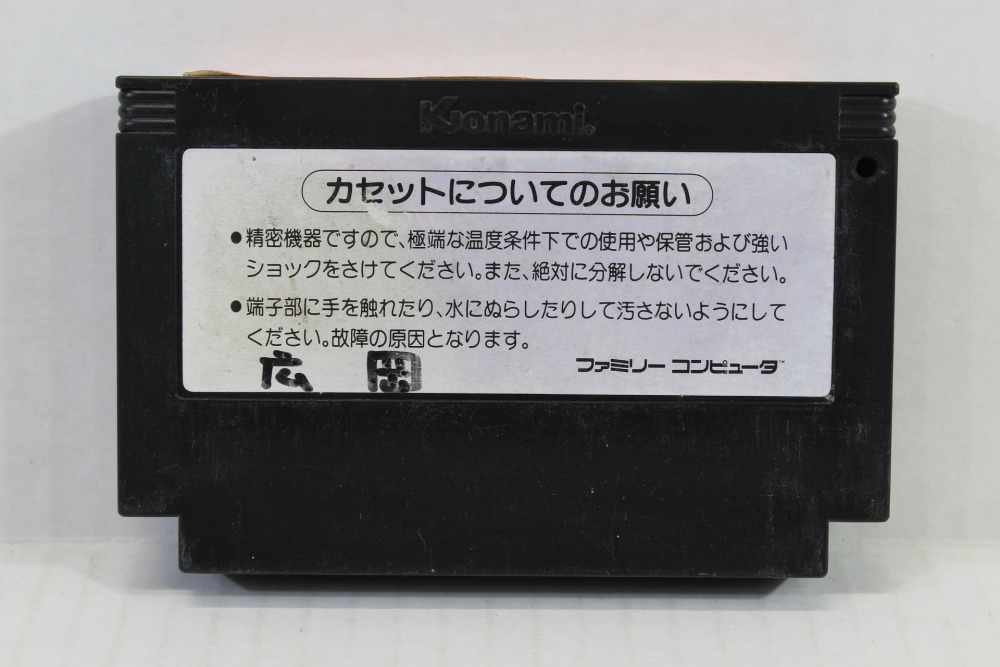 Konami
カセットについてのお願い
●精密機器ですので、極端な温度条件下での使用や保管および強い
ショックをさけてください。また、絶対に分解しないでください。
●端子部に手を触れたり、水にぬらしたりして汚さないようにして
ください。故障の原因となります。
広 岡
ファミリー コンピュータ™